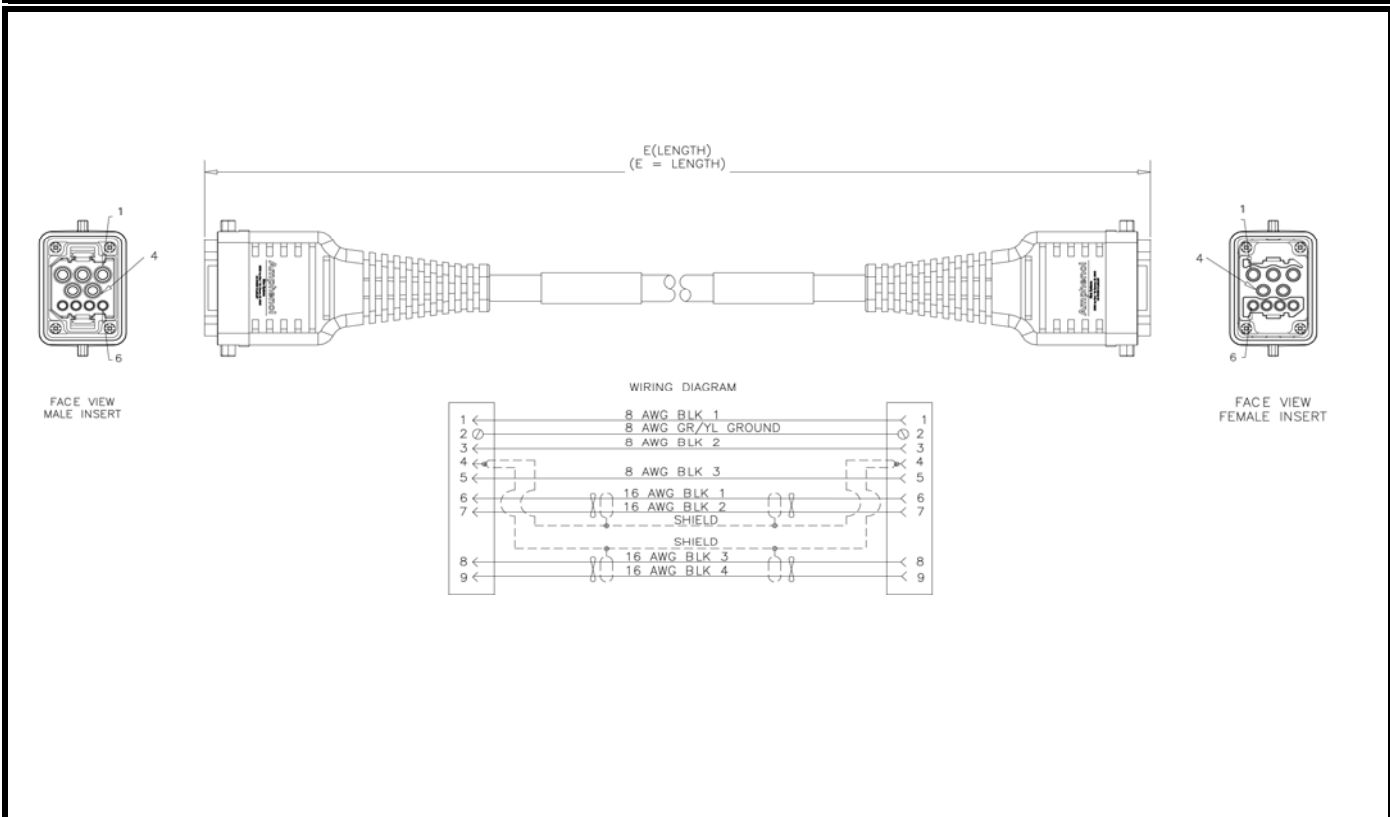 E(LENGTH)
(E = LENGTH)
1
4
6
FACE VIEW
MALE INSERT
Amphenol
Amphenol
1
4
6
FACE VIEW
FEMALE INSERT
WIRING DIAGRAM
1 8 AWG BLK 1 1
2 8 AWG GR/YL GROUND 2
3 8 AWG BLK 2 3
4 4
5 8 AWG BLK 3 5
6 16 AWG BLK 1 6
7 16 AWG BLK 2 7
SHIELD
SHIELD
8 16 AWG BLK 3 8
9 16 AWG BLK 4 9